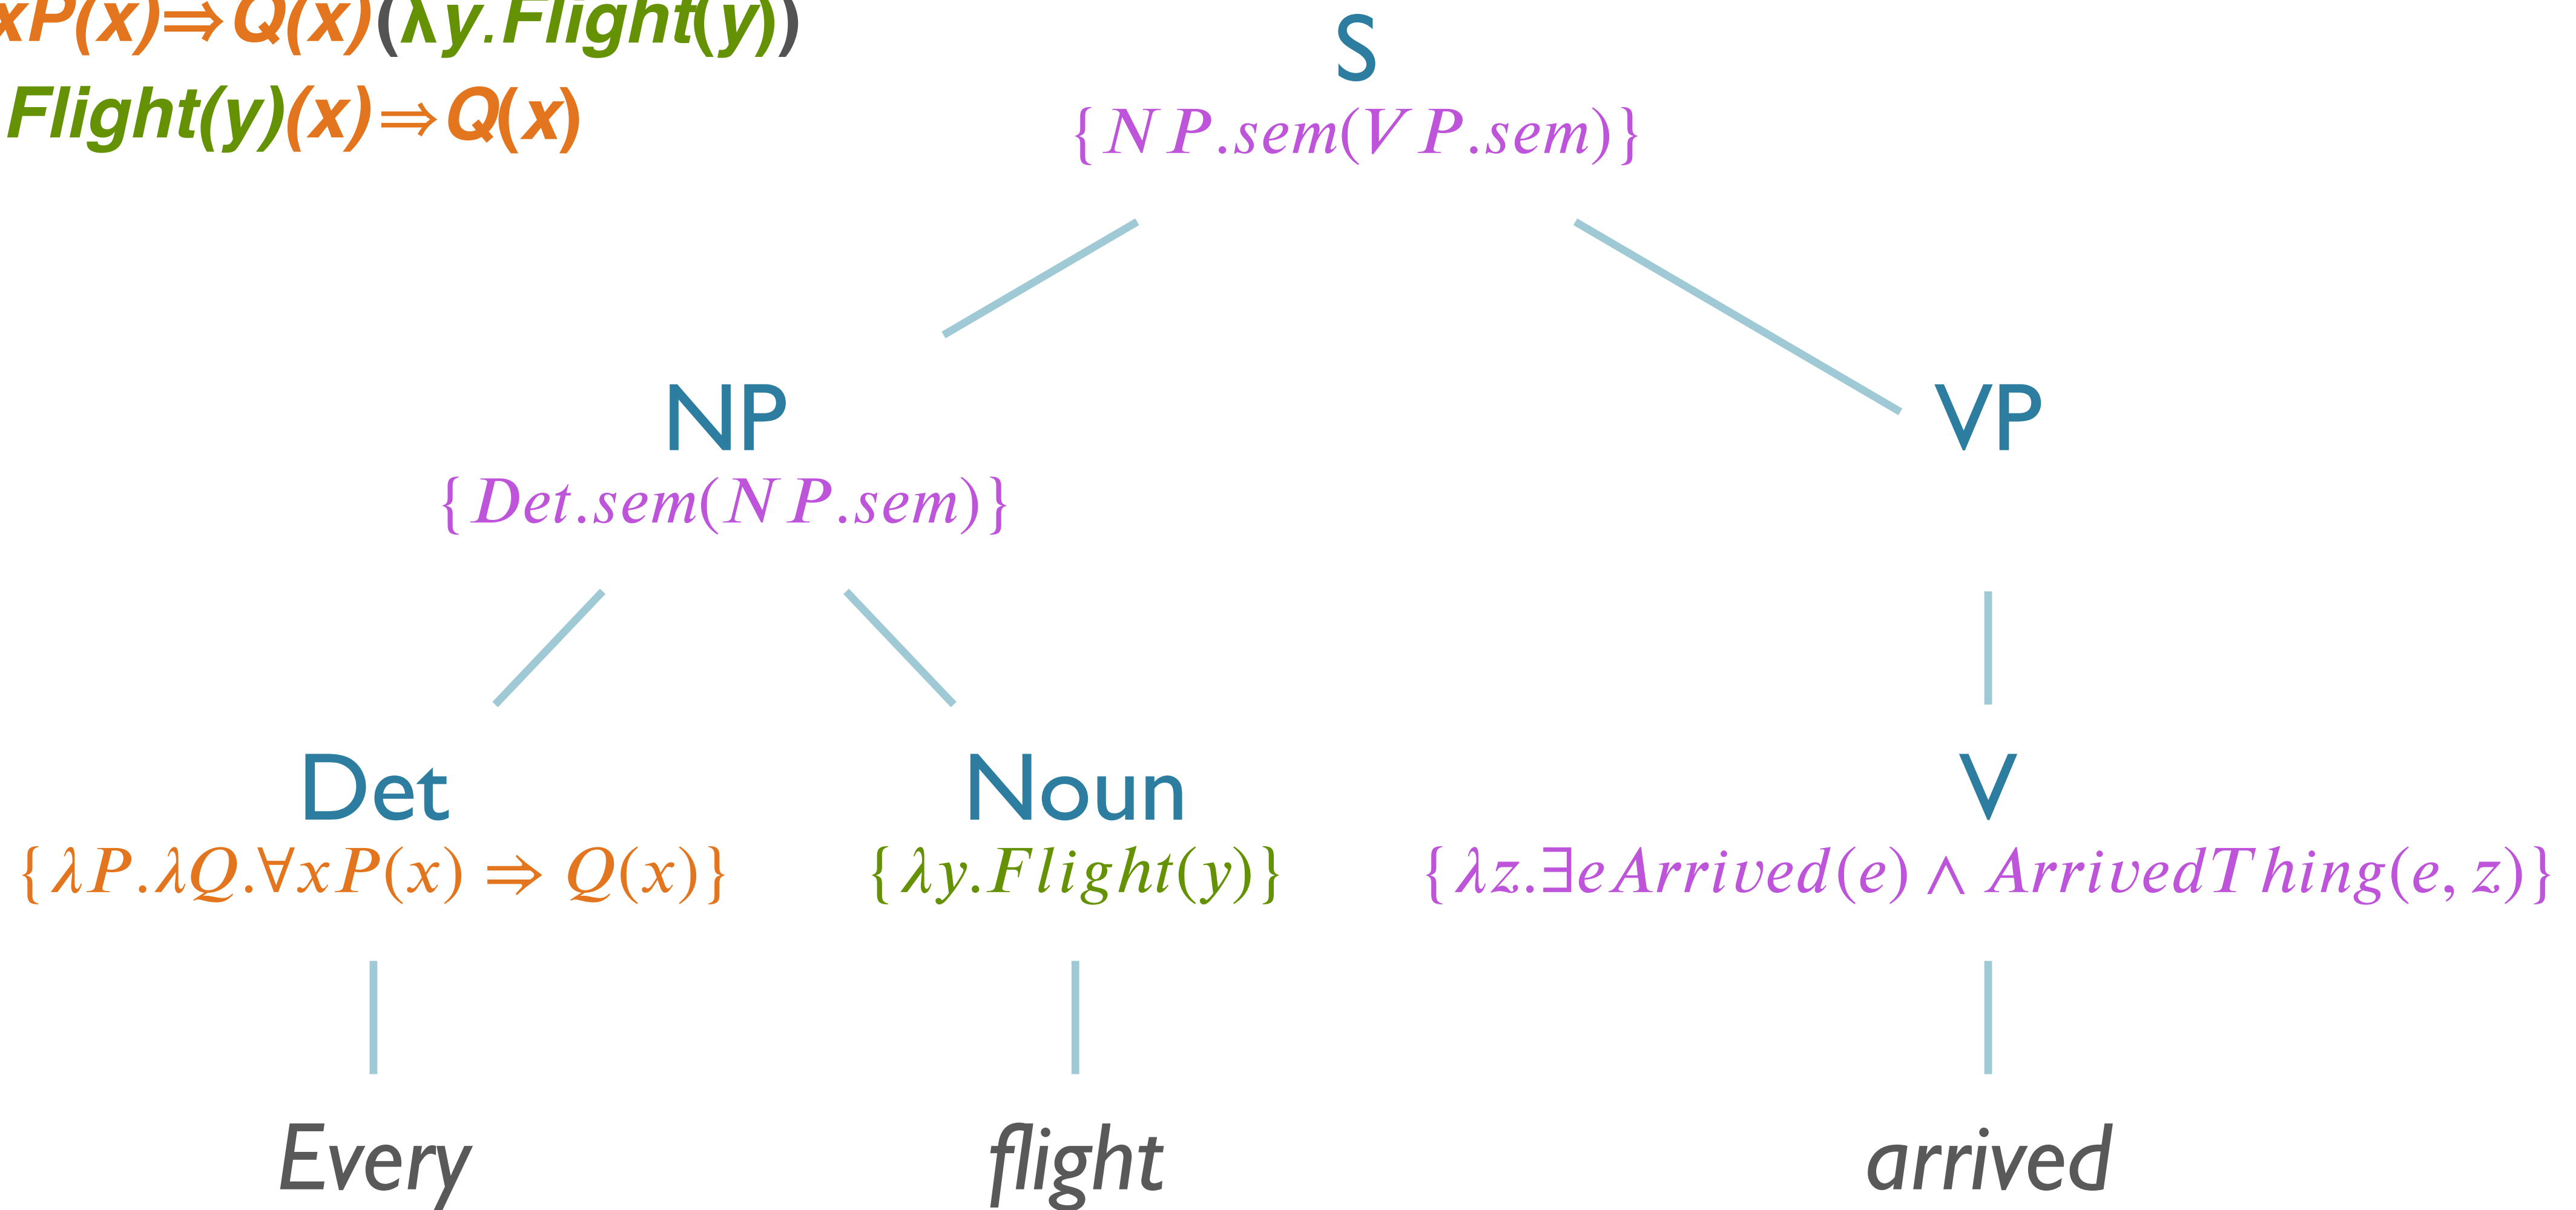 xP(x)⇒Q(x)(λy.Flight(y))
Flight(y)(x)⇒Q(x)
S
{NP.sem(VP.sem)}
NP
VP
{Det.sem(NP.sem)}
Det
Noun
V
{λP.λQ.∀xP(x) ⇒ Q(x)}
{λy.Flight(y)}
{λz.∃eArrived(e) ∧ ArrivedThing(e, z)}
Every
flight
arrived